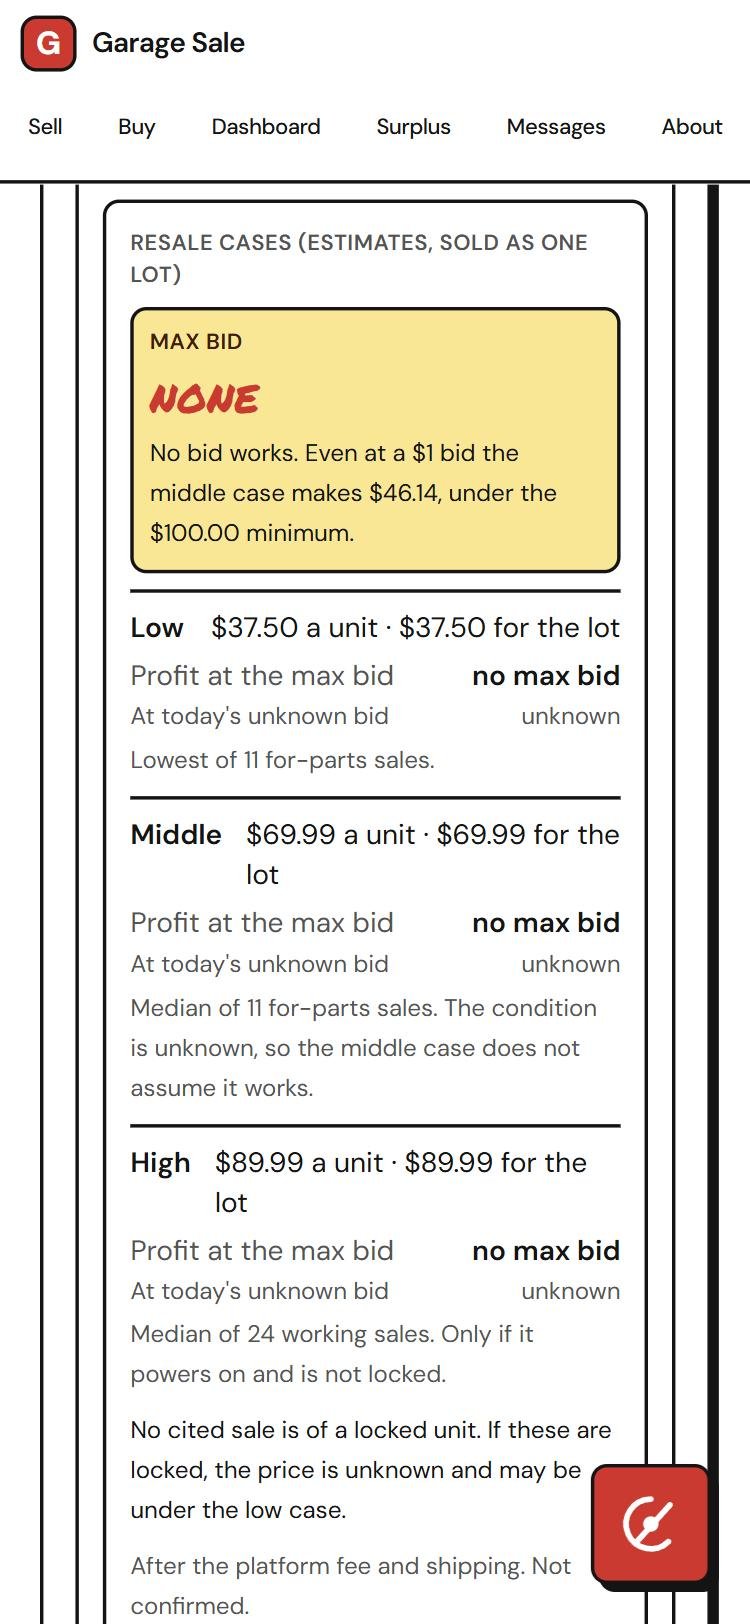 G Garage Sale
Sell Buy Dashboard Surplus Messages About
RESALE CASES (ESTIMATES, SOLD AS ONE
LOT)
MAX BID
NONE
No bid works. Even at a $1 bid the
middle case makes $46.14, under the
$100.00 minimum.
Low $37.50 a unit · $37.50 for the lot
Profit at the max bid no max bid
At today's unknown bid unknown
Lowest of 11 for-parts sales.
Middle $69.99 a unit · $69.99 for the
lot
Profit at the max bid no max bid
At today's unknown bid unknown
Median of 11 for-parts sales. The condition
is unknown, so the middle case does not
assume it works.
High $89.99 a unit · $89.99 for the
lot
Profit at the max bid no max bid
At today's unknown bid unknown
Median of 24 working sales. Only if it
powers on and is not locked.
No cited sale is of a locked unit. If these are
locked, the price is unknown and may be
under the low case.
After the platform fee and shipping. Not
confirmed.